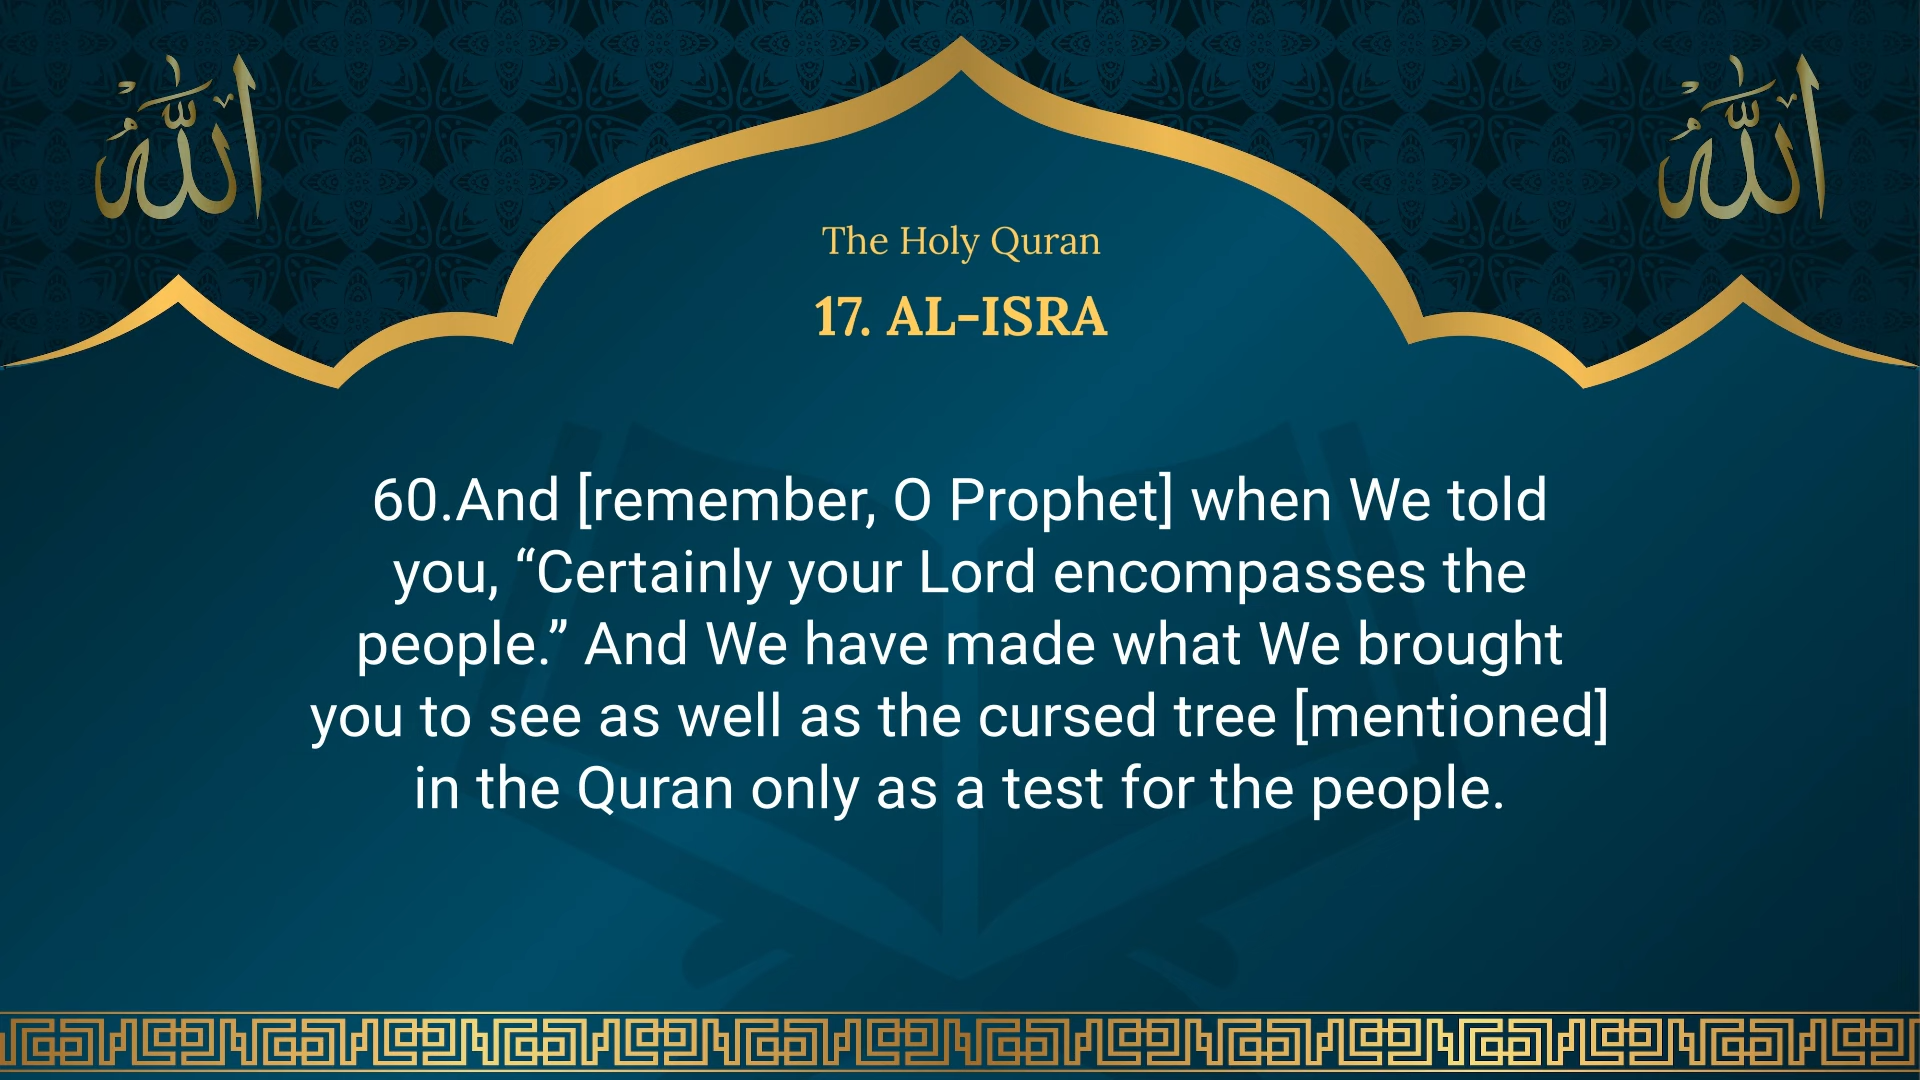 الله
الله
The Holy Quran
17. AL-ISRA
60.And [remember, O Prophet] when We told
you, “Certainly your Lord encompasses the
people.” And We have made what We brought
you to see as well as the cursed tree [mentioned]
in the Quran only as a test for the people.